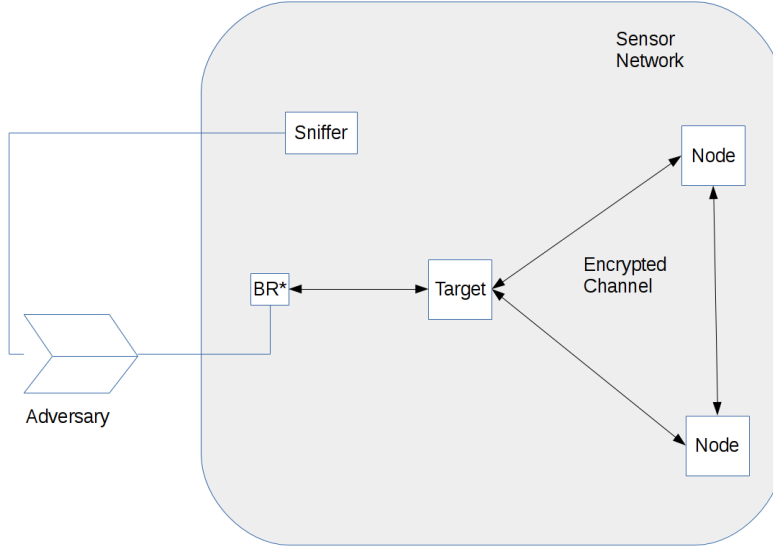 Sensor
Network
Sniffer
Node
BR*
Target
Encrypted
Channel
Adversary
Node